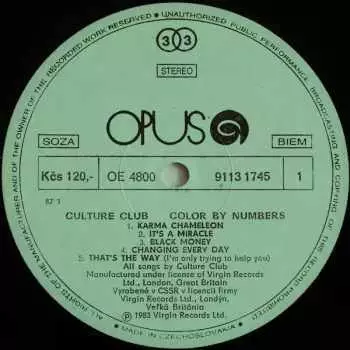 ALL RIGHTS OF THE MANUFACTURER AND OF THE OWNER OF THE RECORDED WORK RESERVED • UNAUTHORIZED PUBLIC PERFORMANCE, BROADCASTING AND COPYING OF THIS RECORD PROHIBITED
33
STEREO
OPUS
SOZA
BIEM
Kčs 120,-
OE 4800
9113 1745
1
CULTURE CLUB COLOR BY NUMBERS
1. KARMA CHAMELEON
2. IT'S A MIRACLE
3. BLACK MONEY
4. CHANGING EVERY DAY
5. THAT'S THE WAY (I'm only trying to help you)
All songs by Culture Club
Manufactured under licence of Virgin Records
Ltd., London, Great Britain
Vyrobené v CSSR v licencii firmy
Virgin Records Ltd., Londýn,
Veľká Británia
℗ 1983 Virgin Records Ltd.
MADE IN CZECHOSLOVAKIA